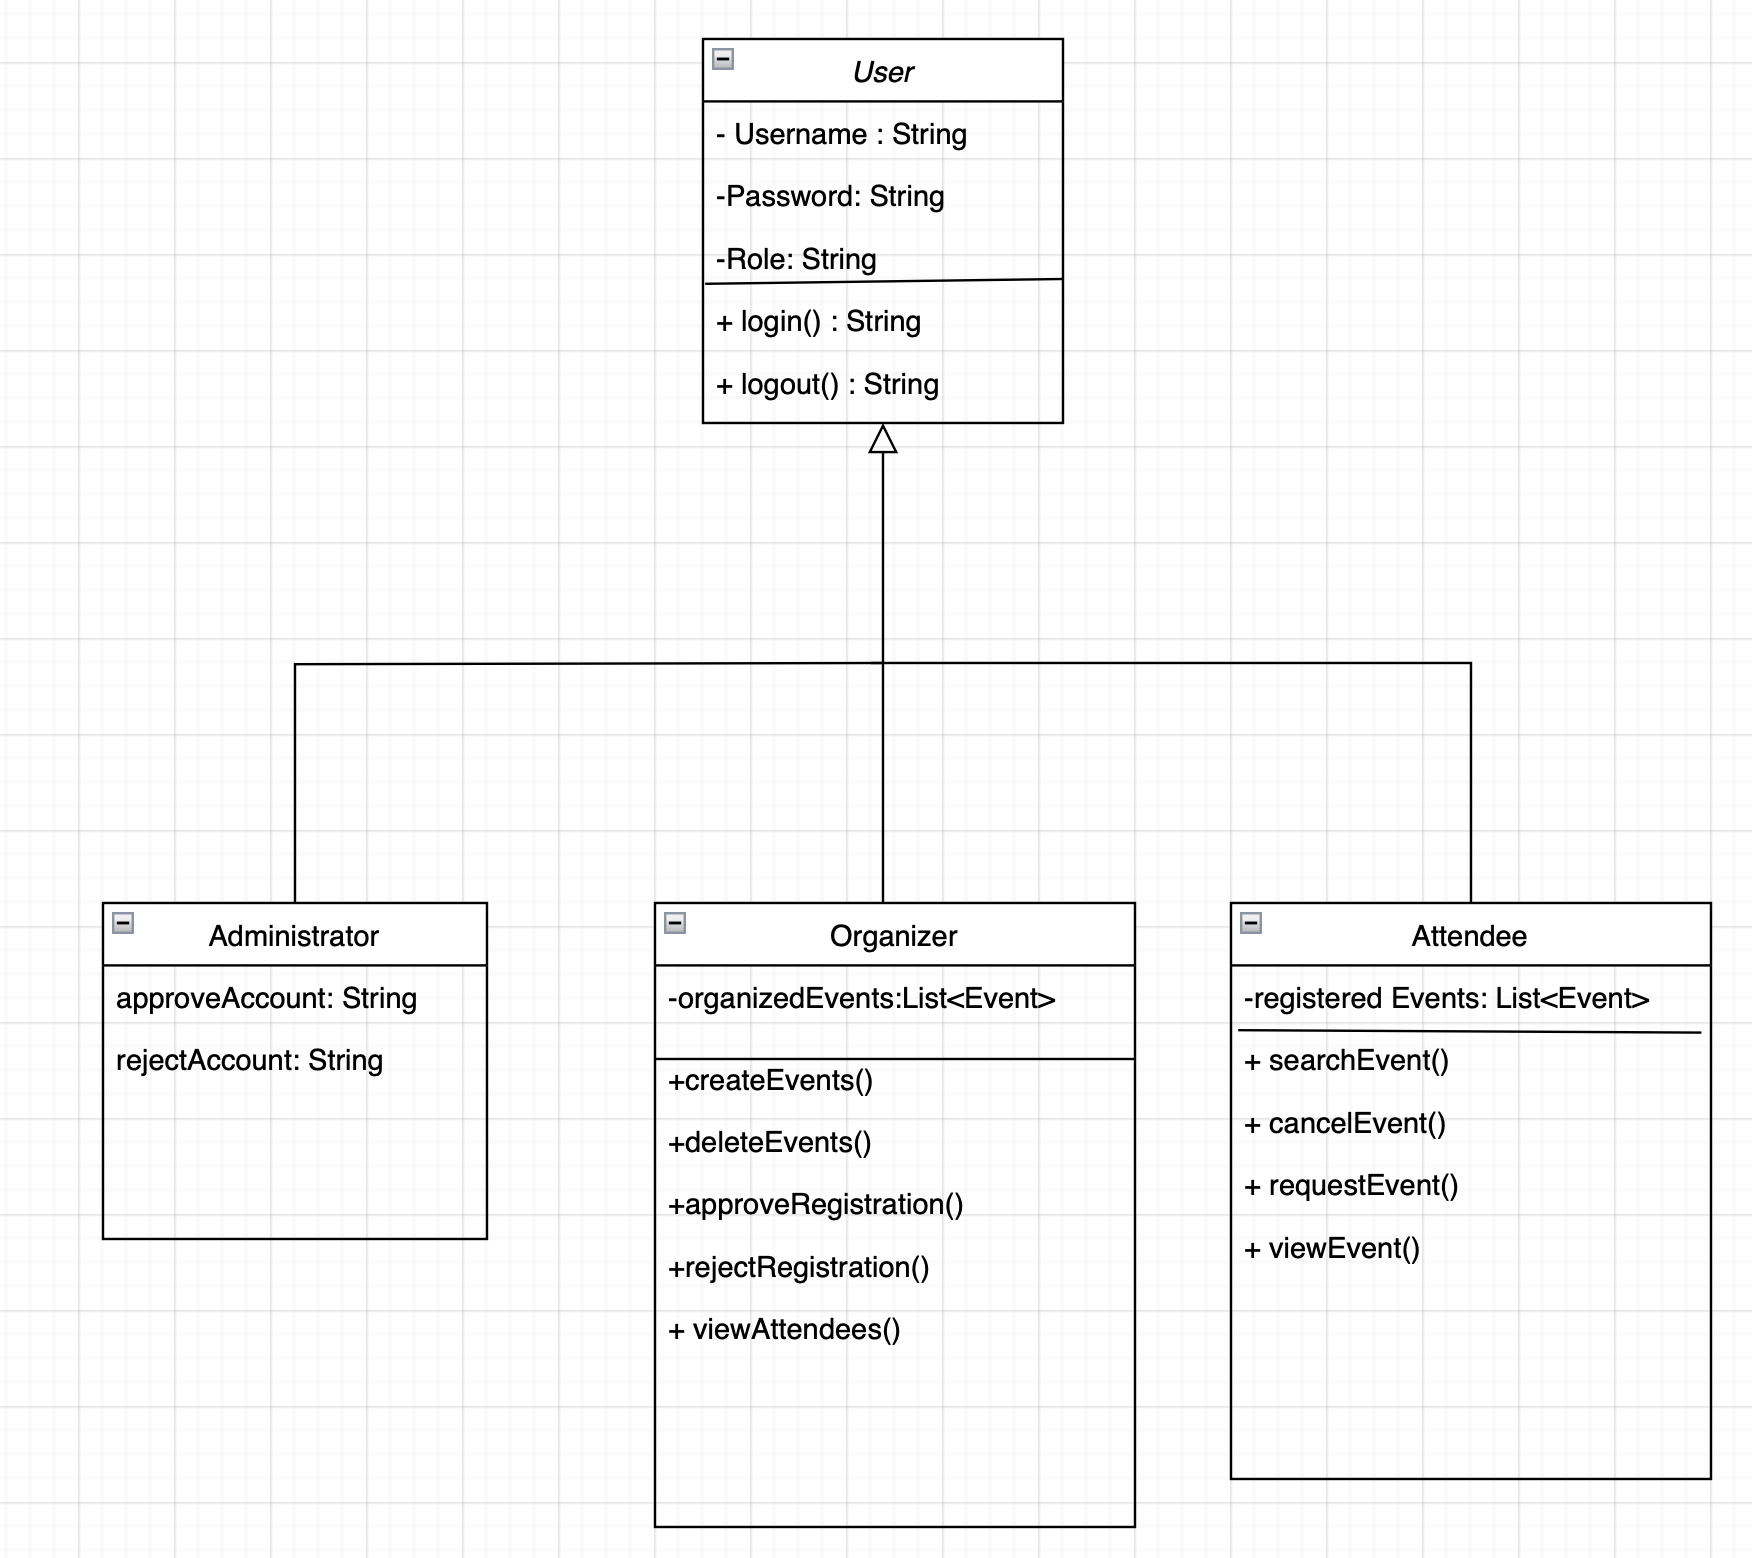 User
- Username : String
-Password: String
-Role: String
+ login() : String
+ logout() : String
Administrator
approveAccount: String
rejectAccount: String
Organizer
-organizedEvents:List<Event>
+createEvents()
+deleteEvents()
+approveRegistration()
+rejectRegistration()
+ viewAttendees()
Attendee
-registered Events: List<Event>
+ searchEvent()
+ cancelEvent()
+ requestEvent()
+ viewEvent()